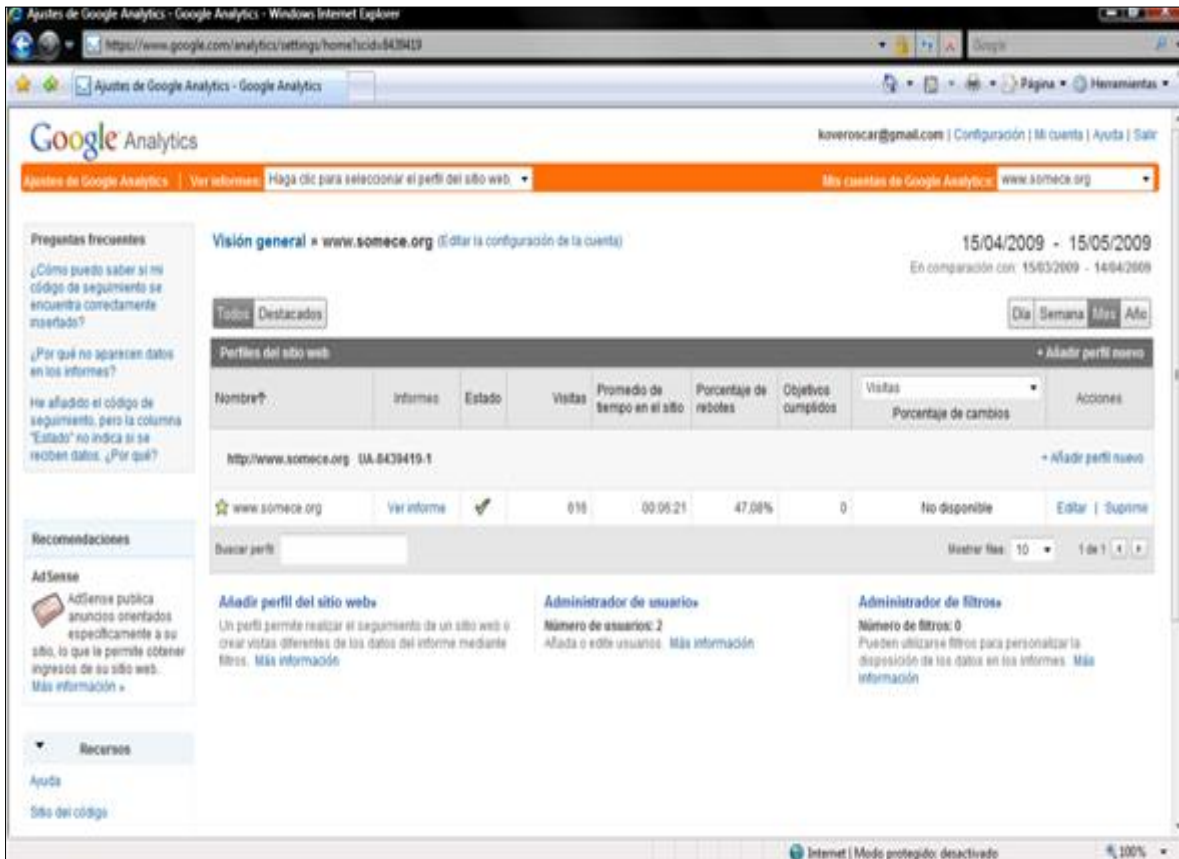 Ajustes de Google Analytics - Google Analytics - Windows Internet Explorer
https://www.google.com/analytics/settings/home?scid=8439419
Google
Ajustes de Google Analytics - Google Analytics
Página
Herramientas
Google Analytics
koveroscar@gmail.com | Configuración | Mi cuenta | Ayuda | Salir
Ajustes de Google Analytics | Ver informes: Haga clic para seleccionar el perfil del sitio web.
Mis cuentas de Google Analytics: www.somece.org
Preguntas frecuentes
¿Cómo puedo saber si mi
código de seguimiento se
encuentra correctamente
insertado?
¿Por qué no aparecen datos
en los informes?
He añadido el código de
seguimiento, pero la columna
"Estado" no indica si se
reciben datos. ¿Por qué?
Recomendaciones
AdSense
AdSense publica
anuncios orientados
específicamente a su
sitio, lo que le permite obtener
ingresos de su sitio web.
Más información »
Recursos
Ayuda
Sitio del código
Visión general » www.somece.org (Editar la configuración de la cuenta)
15/04/2009 - 15/05/2009
En comparación con: 15/03/2009 - 14/04/2009
Todos Destacados
Día Semana Mes Año
Perfiles del sitio web
+ Añadir perfil nuevo
Nombre↑ Informes Estado Visitas Promedio de tiempo en el sitio Porcentaje de rebotes Objetivos cumplidos Visitas Porcentaje de cambios Acciones
http://www.somece.org UA-8439419-1
+ Añadir perfil nuevo
www.somece.org Ver informe 616 47,08% 0 No disponible Editar | Suprimir
Buscar perfil:
Mostrar filas: 10 1 de 1
Añadir perfil del sitio web»
Un perfil permite realizar el seguimiento de un sitio web o
crear vistas diferentes de los datos del informe mediante
filtros. Más información
Administrador de usuario»
Número de usuarios: 2
Añada o edite usuarios. Más información
Administrador de filtros»
Número de filtros: 0
Pueden utilizarse filtros para personalizar la
disposición de los datos en los informes. Más
información
Internet | Modo protegido: desactivado
100%